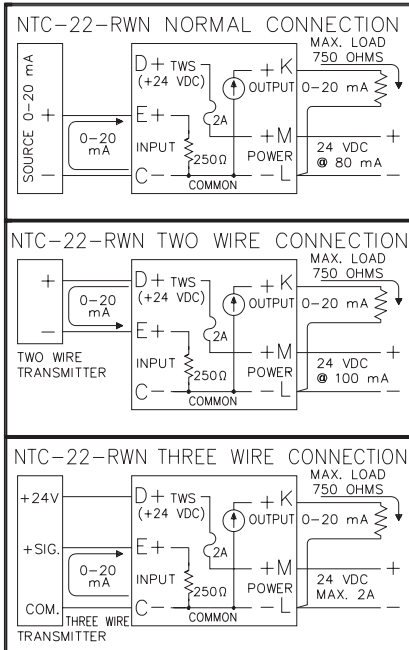 NTC-22-RWN NORMAL CONNECTION
MAX. LOAD
750 OHMS
SOURCE 0-20 mA
+
−
0-20
mA
D+ TWS
(+24 VDC)
E+
INPUT
250Ω
C−
COMMON
2A
+K
OUTPUT
0-20 mA
+M
POWER
−L
24 VDC
@ 80 mA
+
−
NTC-22-RWN TWO WIRE CONNECTION
MAX. LOAD
750 OHMS
+
−
TWO WIRE
TRANSMITTER
0-20
mA
D+ TWS
(+24 VDC)
E+
INPUT
250Ω
C−
COMMON
2A
+K
OUTPUT
0-20 mA
+M
POWER
−L
24 VDC
@ 100 mA
+
−
NTC-22-RWN THREE WIRE CONNECTION
MAX. LOAD
750 OHMS
+24V
+SIG.
COM.
THREE WIRE
TRANSMITTER
0-20
mA
D+ TWS
(+24 VDC)
E+
INPUT
250Ω
C−
COMMON
2A
+K
OUTPUT
0-20 mA
+M
POWER
−L
24 VDC
MAX. 2A
+
−